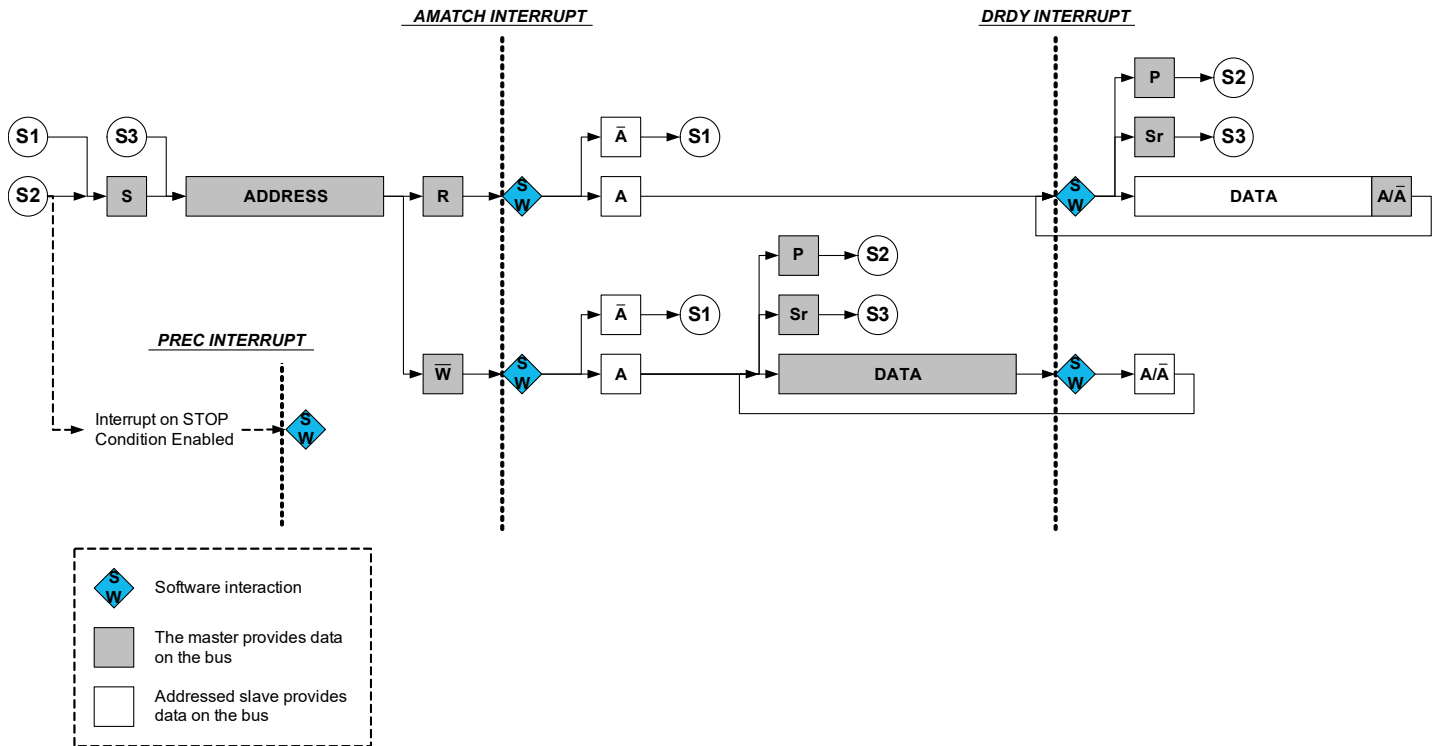 AMATCH INTERRUPT
DRDY INTERRUPT
P
S2
S1
S3
A̅
S1
Sr
S3
S2
S
ADDRESS
R
S
W
A
S
W
DATA
A/A̅
P
S2
A̅
S1
Sr
S3
PREC INTERRUPT
W̅
S
W
A
DATA
S
W
A/A̅
Interrupt on STOP
Condition Enabled
S
W
S
W
Software interaction
The master provides data
on the bus
Addressed slave provides
data on the bus